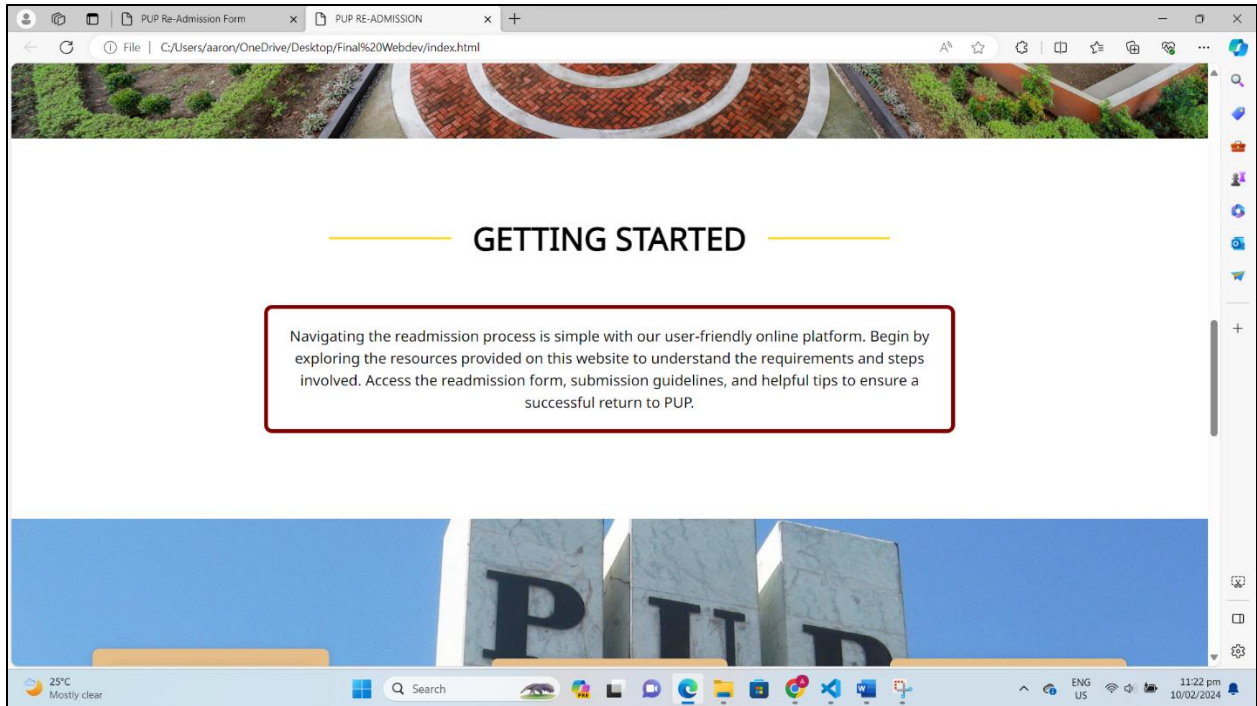 PUP Re-Admission Form
PUP RE-ADMISSION
File | C:/Users/aaron/OneDrive/Desktop/Final%20Webdev/index.html
GETTING STARTED
Navigating the readmission process is simple with our user-friendly online platform. Begin by
exploring the resources provided on this website to understand the requirements and steps
involved. Access the readmission form, submission guidelines, and helpful tips to ensure a
successful return to PUP.
PUP
25°C
Mostly clear
Search
PRE
ENG
US
11:22 pm
10/02/2024